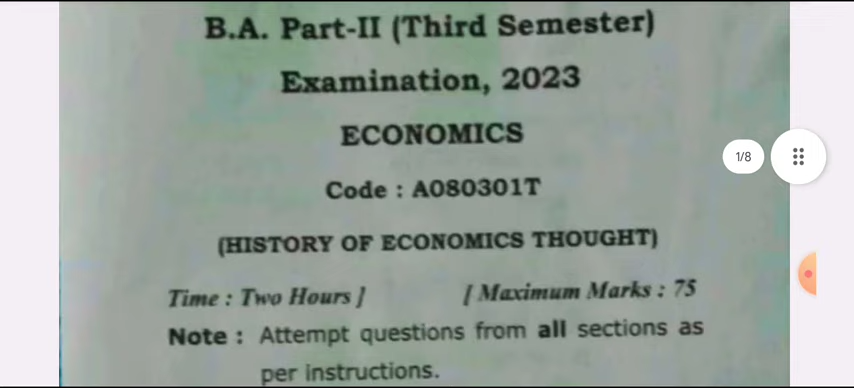 B.A. Part-II (Third Semester)
Examination, 2023
ECONOMICS
1/8
Code : A080301T
(HISTORY OF ECONOMICS THOUGHT)
Time : Two Hours ] [ Maximum Marks : 75
Note : Attempt questions from all sections as
per instructions.